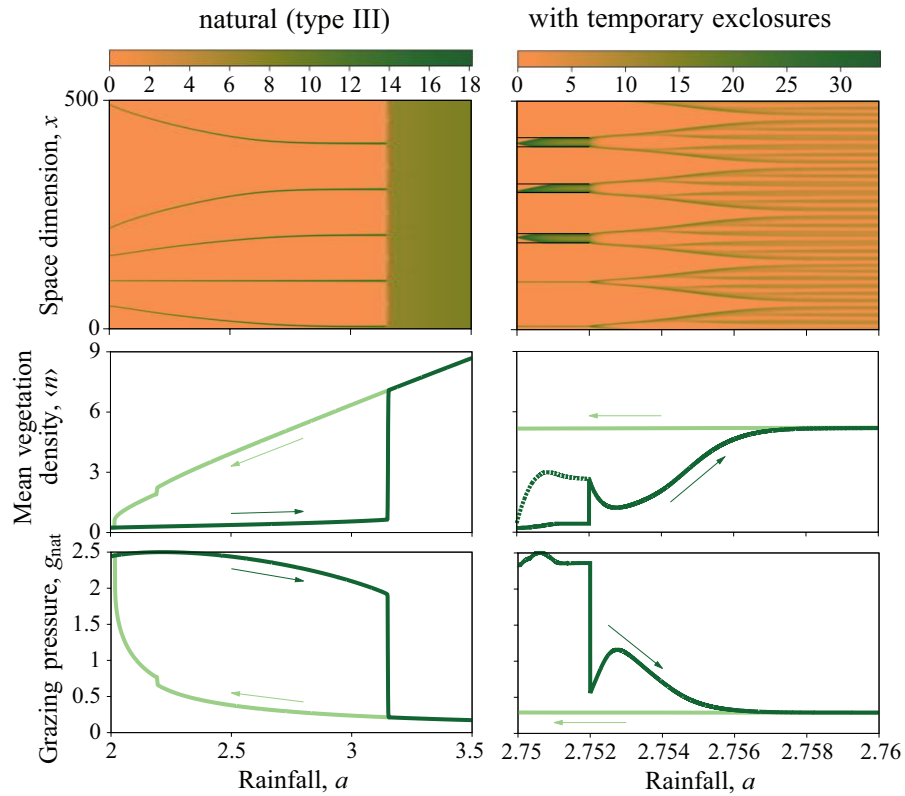 natural (type III)
with temporary exclosures
0 2 4 6 8 10 12 14 16 18
0 5 10 15 20 25 30
Space dimension, x
500
0
Mean vegetation
density, ⟨n⟩
9
6
3
0
Grazing pressure, gnat
2.5
2
1.5
1
0.5
0
2 2.5 3 3.5
2.75 2.752 2.754 2.756 2.758 2.76
Rainfall, a
Rainfall, a